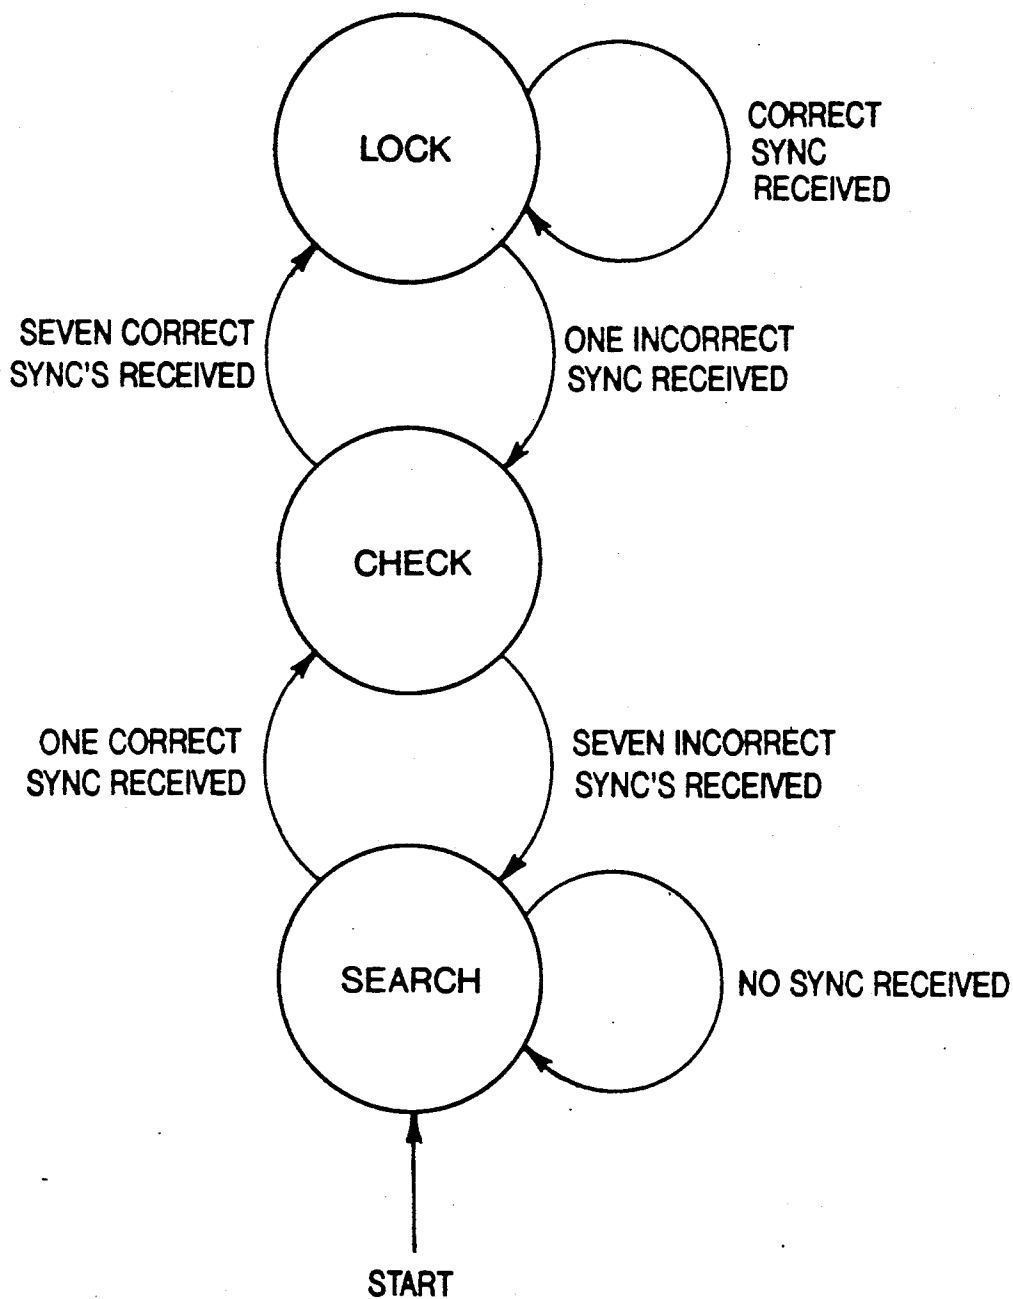 LOCK
CORRECT
SYNC
RECEIVED
SEVEN CORRECT
SYNC'S RECEIVED
ONE INCORRECT
SYNC RECEIVED
CHECK
ONE CORRECT
SYNC RECEIVED
SEVEN INCORRECT
SYNC'S RECEIVED
SEARCH
NO SYNC RECEIVED
START